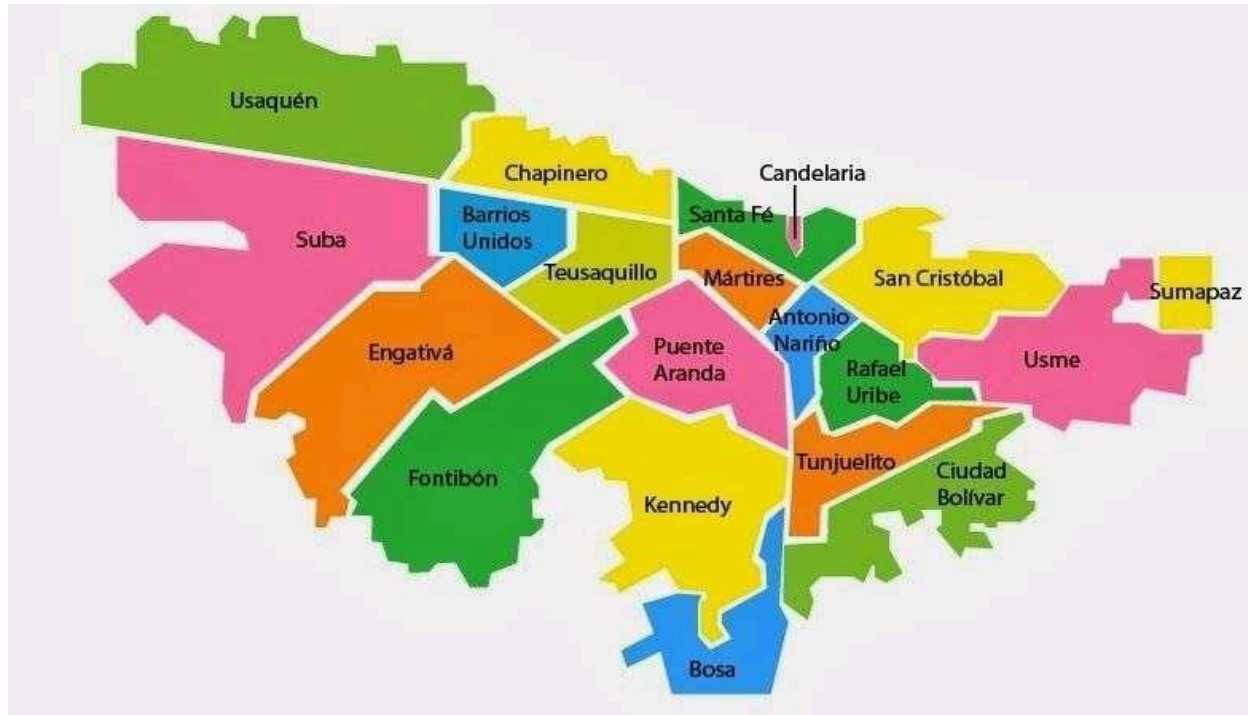 Usaquén
Chapinero
Candelaria
Santa Fé
Barrios
Unidos
Suba
Teusaquillo
Mártires
San Cristóbal
Sumapaz
Antonio
Nariño
Engativá
Puente
Aranda
Rafael
Uribe
Usme
Fontibón
Tunjuelito
Ciudad
Bolívar
Kennedy
Bosa